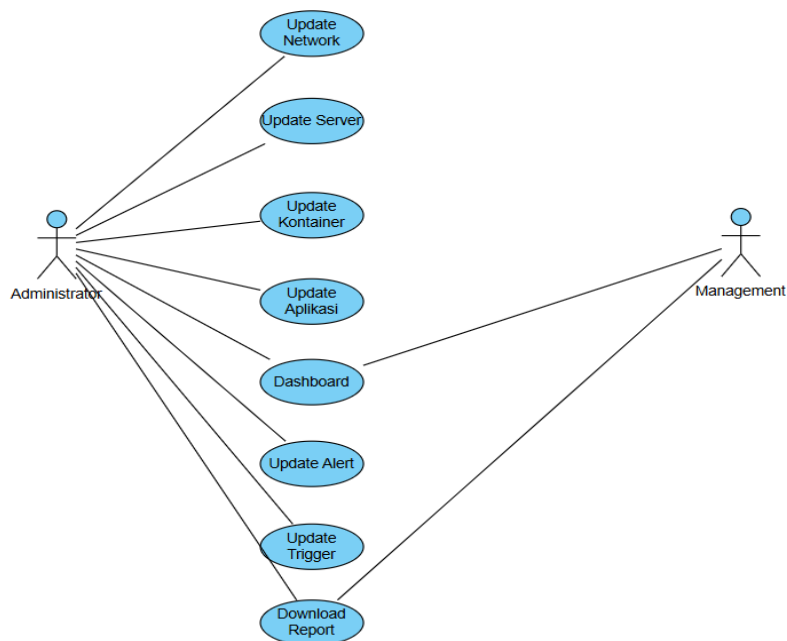 Update
Network
Update Server
Update
Kontainer
Administrator
Management
Update
Aplikasi
Dashboard
Update Alert
Update
Trigger
Download
Report